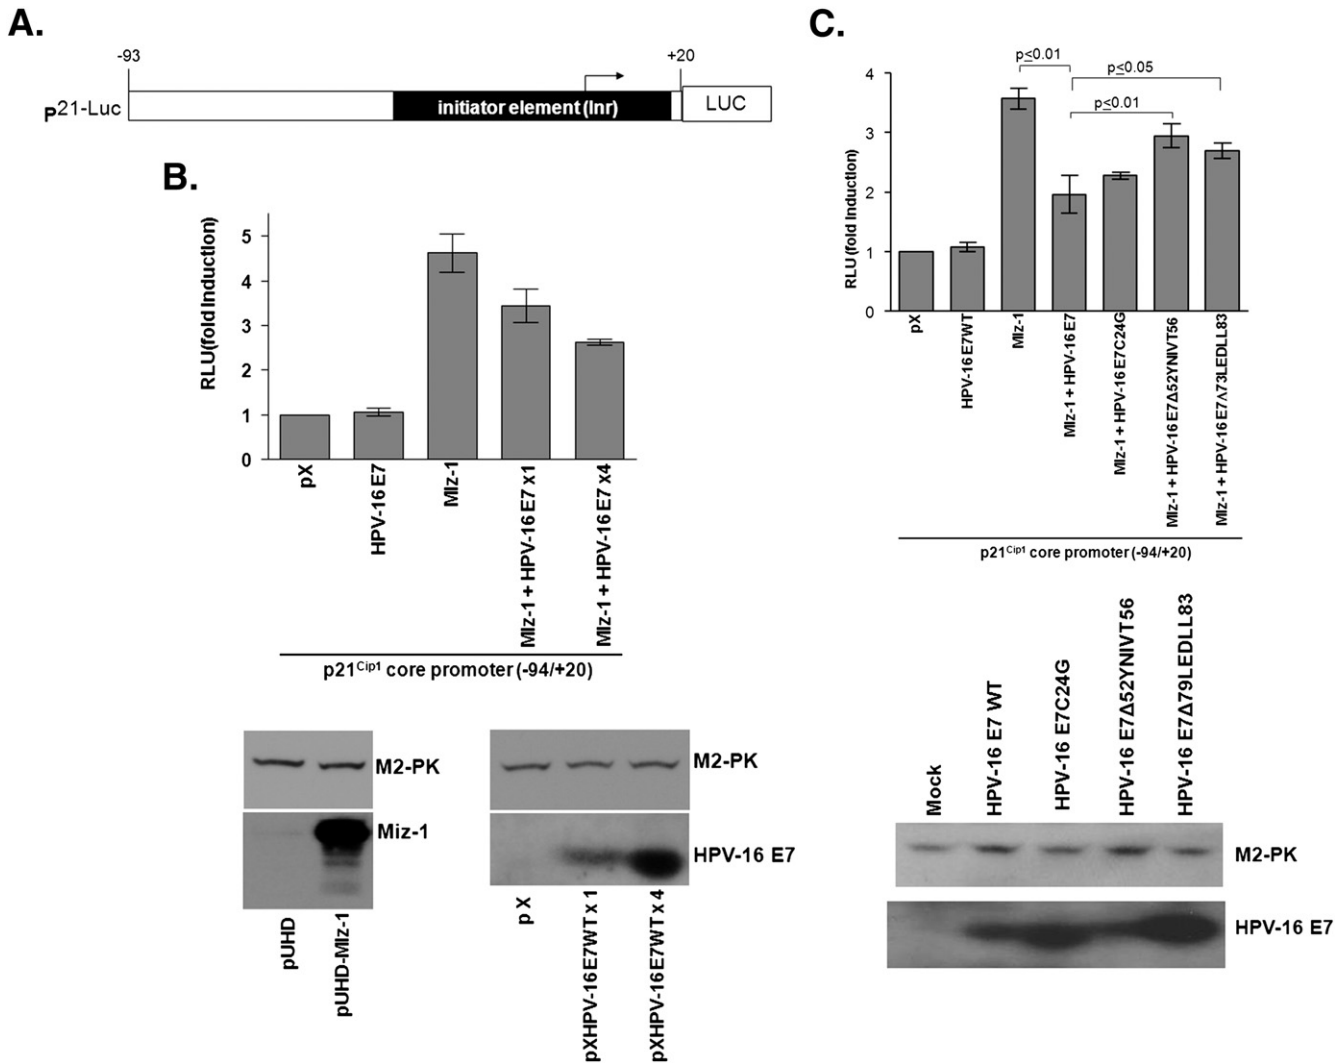 A.
-93
+20
P21-Luc
initiator element (Inr)
LUC
B.
RLU(fold Induction)
5
4
3
2
1
0
pX
HPV-16 E7
MIz-1
MIz-1 + HPV-16 E7 x1
MIz-1 + HPV-16 E7 x4
p21Cip1 core promoter (-94/+20)
M2-PK
Miz-1
pUHD
pUHD-MIz-1
M2-PK
HPV-16 E7
p X
pXHPV-16E7WT x 1
pXHPV-16E7WT x 4
C.
RLU (fold Induction)
4
3
2
1
0
p≤0.01
p≤0.05
p≤0.01
pX
HPV-16 E7WT
MIz-1
MIz-1 + HPV-16 E7
MIz-1 + HPV-16 E7C24G
MIz-1 + HPV-16 E7Δ52YNIVT56
MIz-1 + HPV-16 E7Λ73LEDLL83
p21Cip1 core promoter (-94/+20)
Mock
HPV-16 E7 WT
HPV-16 E7C24G
HPV-16 E7Δ52YNIVT56
HPV-16 E7Δ79LEDLL83
M2-PK
HPV-16 E7